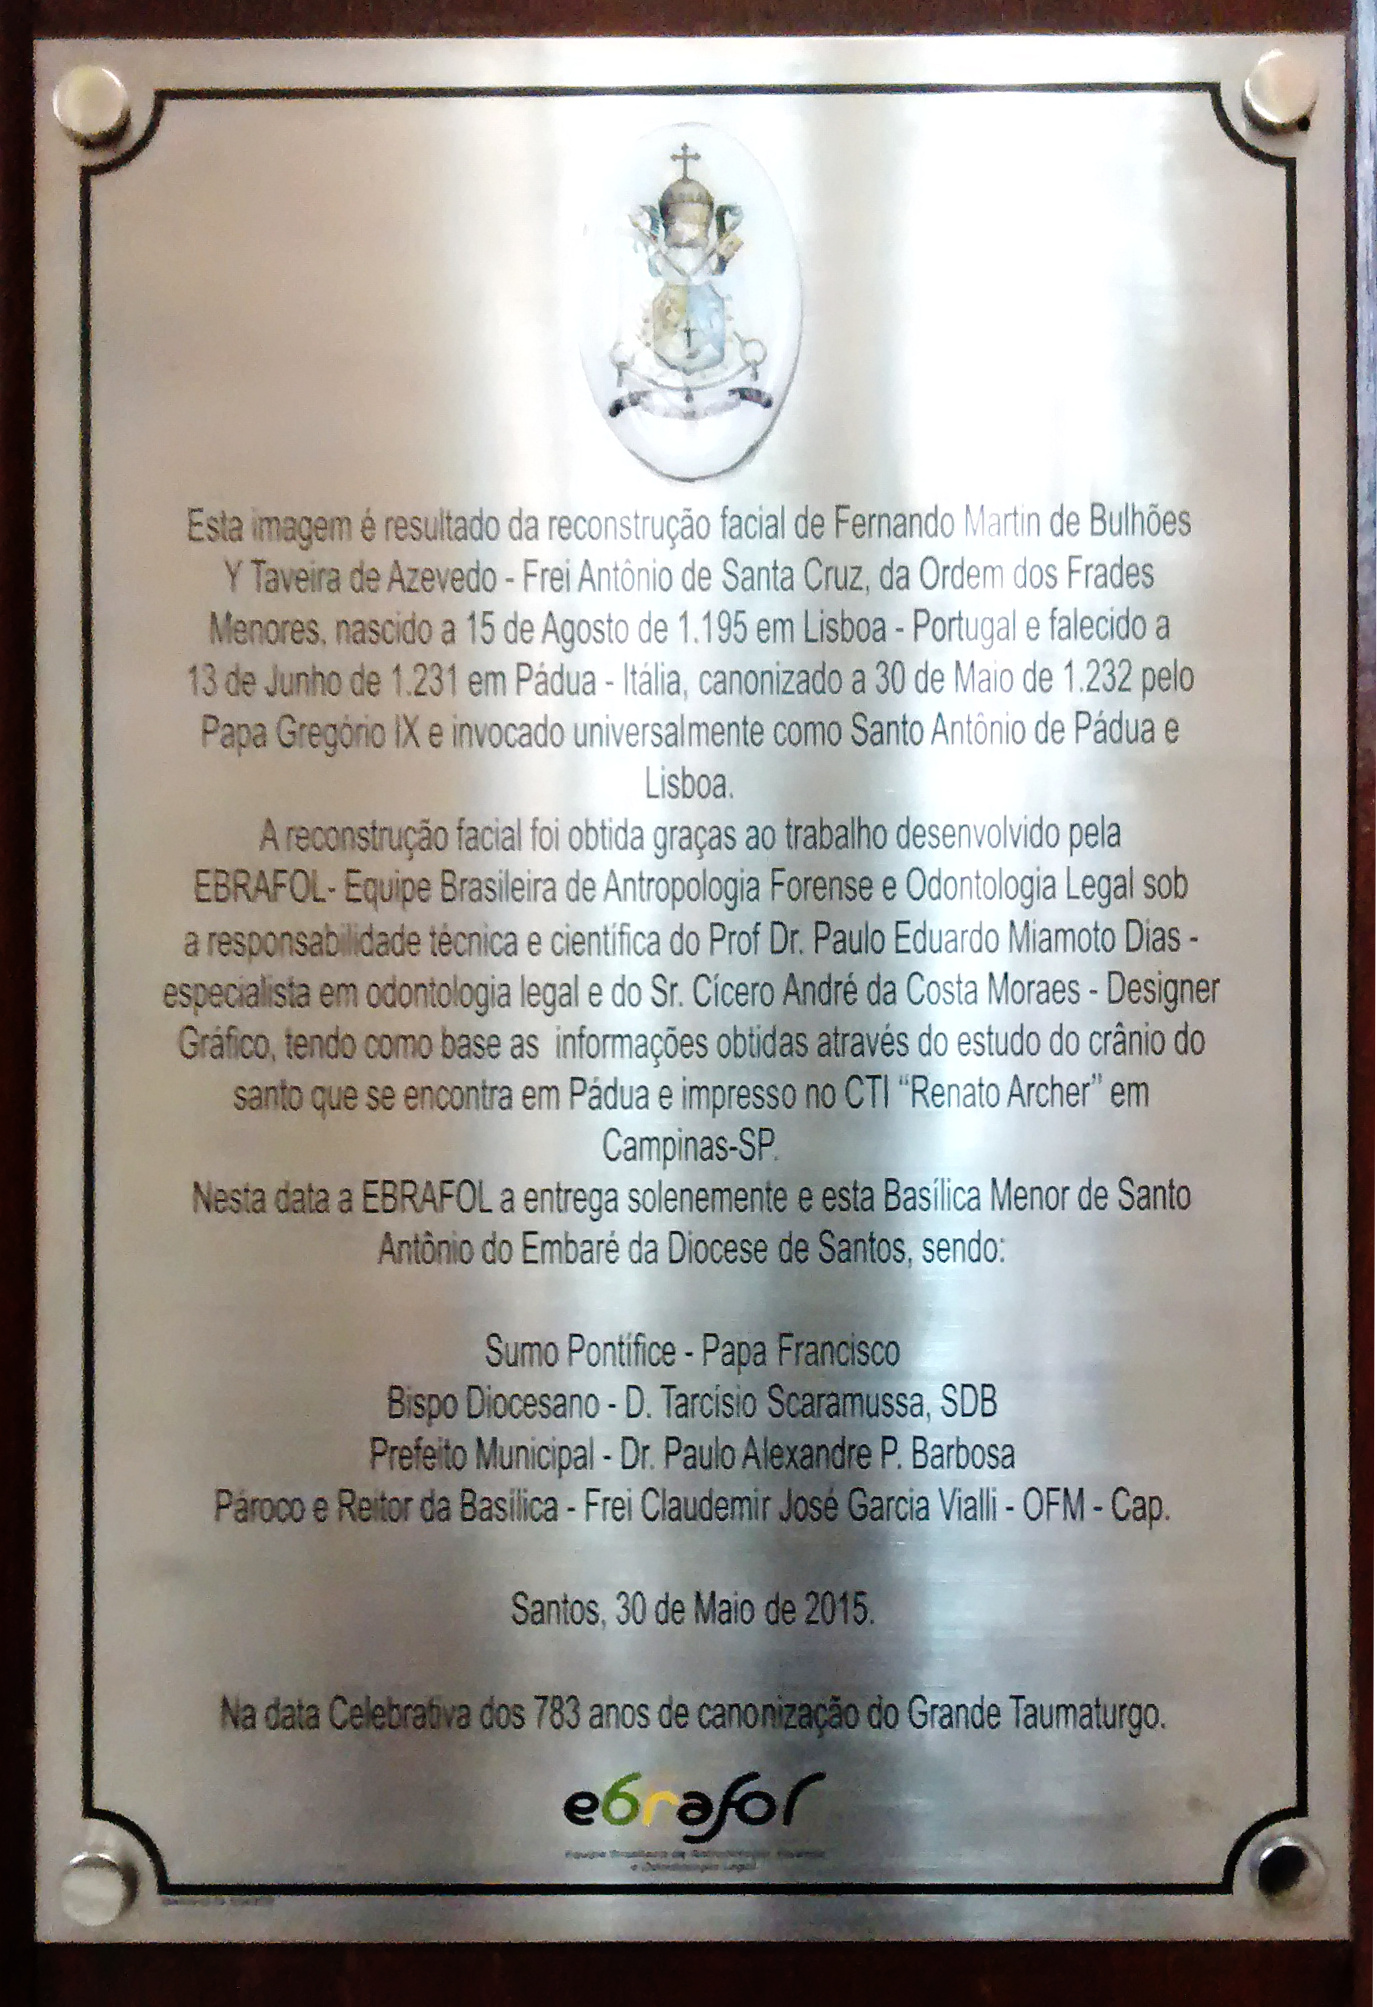 Esta imagem é resultado da reconstrução facial de Fernando Martin de Bulhões
Y Taveira de Azevedo - Frei Antônio de Santa Cruz, da Ordem dos Frades
Menores, nascido a 15 de Agosto de 1.195 em Lisboa - Portugal e falecido a
13 de Junho de 1.231 em Pádua - Itália, canonizado a 30 de Maio de 1.232 pelo
Papa Gregório IX e invocado universalmente como Santo Antônio de Pádua e
Lisboa.
A reconstrução facial foi obtida graças ao trabalho desenvolvido pela
EBRAFOL- Equipe Brasileira de Antropologia Forense e Odontologia Legal sob
a responsabilidade técnica e científica do Prof Dr. Paulo Eduardo Miamoto Dias -
especialista em odontologia legal e do Sr. Cícero André da Costa Moraes - Designer
Gráfico, tendo como base as informações obtidas através do estudo do crânio do
santo que se encontra em Pádua e impresso no CTI “Renato Archer” em
Campinas-SP.
Nesta data a EBRAFOL a entrega solenemente e esta Basílica Menor de Santo
Antônio do Embaré da Diocese de Santos, sendo:
Sumo Pontífice - Papa Francisco
Bispo Diocesano - D. Tarcísio Scaramussa, SDB
Prefeito Municipal - Dr. Paulo Alexandre P. Barbosa
Pároco e Reitor da Basílica - Frei Claudemir José Garcia Vialli - OFM - Cap.
Santos, 30 de Maio de 2015.
Na data Celebrativa dos 783 anos de canonização do Grande Taumaturgo.
ebrafol
Equipe Brasileira de Antropologia Forense
e Odontologia Legal